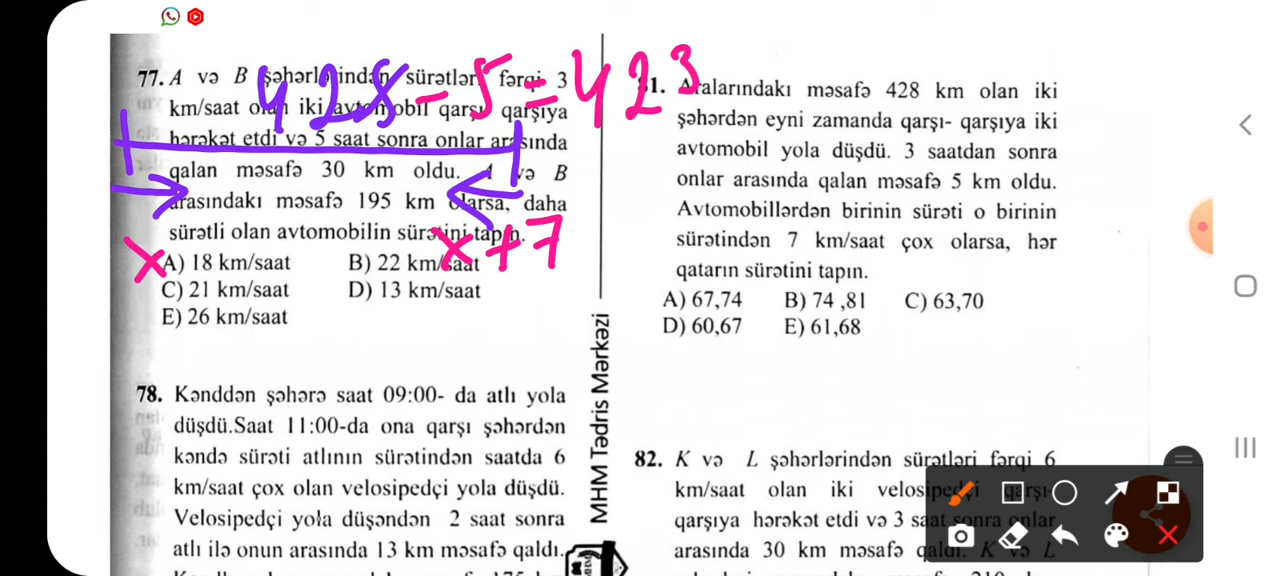 428 - 5 = 423
x
x + 7
77. A və B şəhərlərindən sürətləri fərqi 3
km/saat olan iki avtomobil qarşı qarşıya
hərəkət etdi və 5 saat sonra onlar arasında
qalan məsafə 30 km oldu. A və B
arasındakı məsafə 195 km olarsa, daha
sürətli olan avtomobilin sürətini tapın.
A) 18 km/saat B) 22 km/saat
C) 21 km/saat D) 13 km/saat
E) 26 km/saat
78. Kənddən şəhərə saat 09:00- da atlı yola
düşdü.Saat 11:00-da ona qarşı şəhərdən
kəndə sürəti atlının sürətindən saatda 6
km/saat çox olan velosipedçi yola düşdü.
Velosipedçi yola düşəndən 2 saat sonra
atlı ilə onun arasında 13 km məsafə qaldı.
MHM Tədris Mərkəzi
81. Aralarındakı məsafə 428 km olan iki
şəhərdən eyni zamanda qarşı- qarşıya iki
avtomobil yola düşdü. 3 saatdan sonra
onlar arasında qalan məsafə 5 km oldu.
Avtomobillərdən birinin sürəti o birinin
sürətindən 7 km/saat çox olarsa, hər
qatarın sürətini tapın.
A) 67,74 B) 74 ,81 C) 63,70
D) 60,67 E) 61,68
82. K və L şəhərlərindən sürətləri fərqi 6
km/saat olan iki velosipedçi qarşı-
qarşıya hərəkət etdi və 3 saat sonra onlar
arasında 30 km məsafə qaldı. K və L